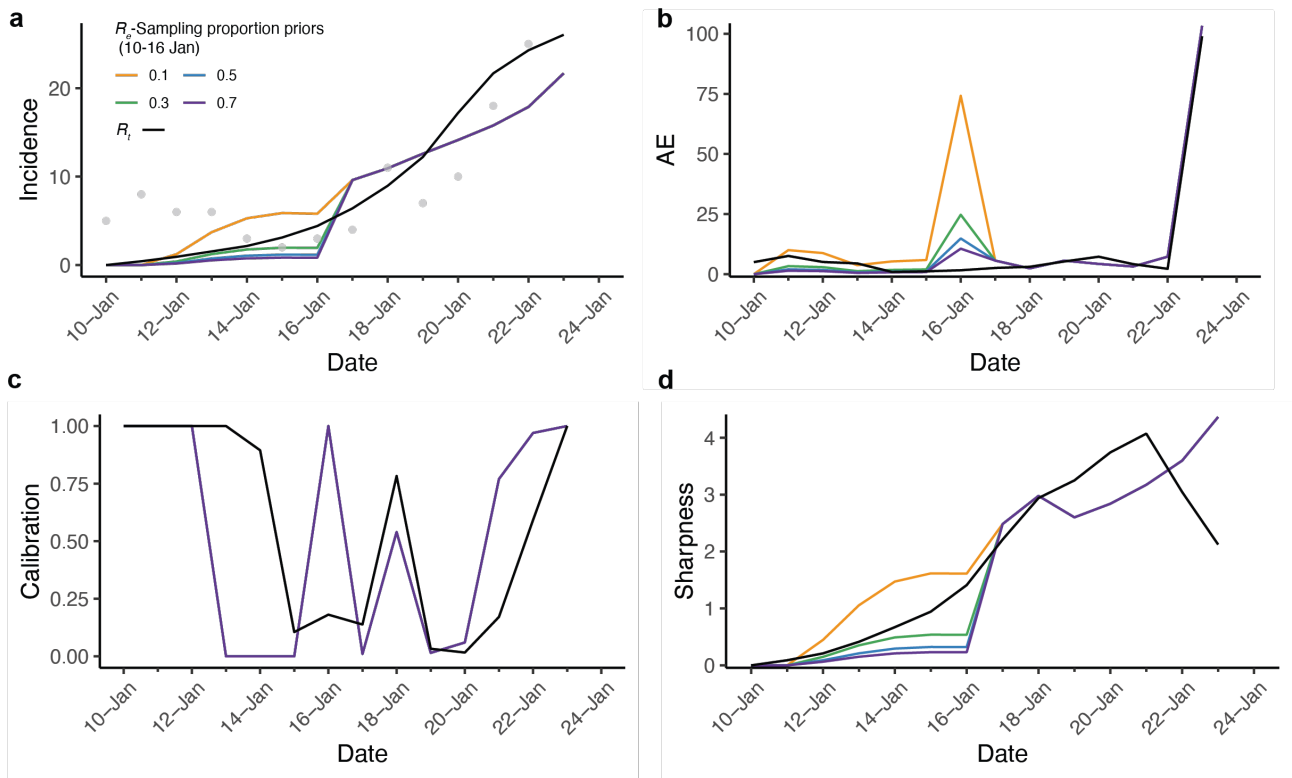 a
Incidence
20
10
0
Re-Sampling proportion priors
(10-16 Jan)
0.1
0.5
0.3
0.7
Rt
10–Jan
12–Jan
14–Jan
16–Jan
18–Jan
20–Jan
22–Jan
24–Jan
Date
b
AE
100
75
50
25
0
10–Jan
12–Jan
14–Jan
16–Jan
18–Jan
20–Jan
22–Jan
24–Jan
Date
c
Calibration
1.00
0.75
0.50
0.25
0.00
10–Jan
12–Jan
14–Jan
16–Jan
18–Jan
20–Jan
22–Jan
24–Jan
Date
d
Sharpness
4
3
2
1
0
10–Jan
12–Jan
14–Jan
16–Jan
18–Jan
20–Jan
22–Jan
24–Jan
Date